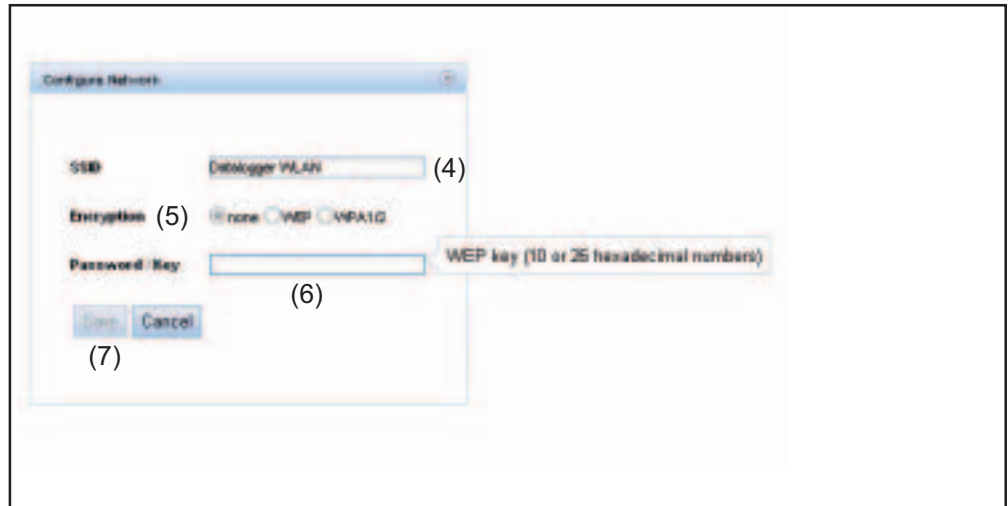 Configure Network
SSID Datalogger WLAN (4)
Encryption (5) none WEP WPA1/2
Password / Key WEP key (10 or 26 hexadecimal numbers)
(6)
Save Cancel
(7)